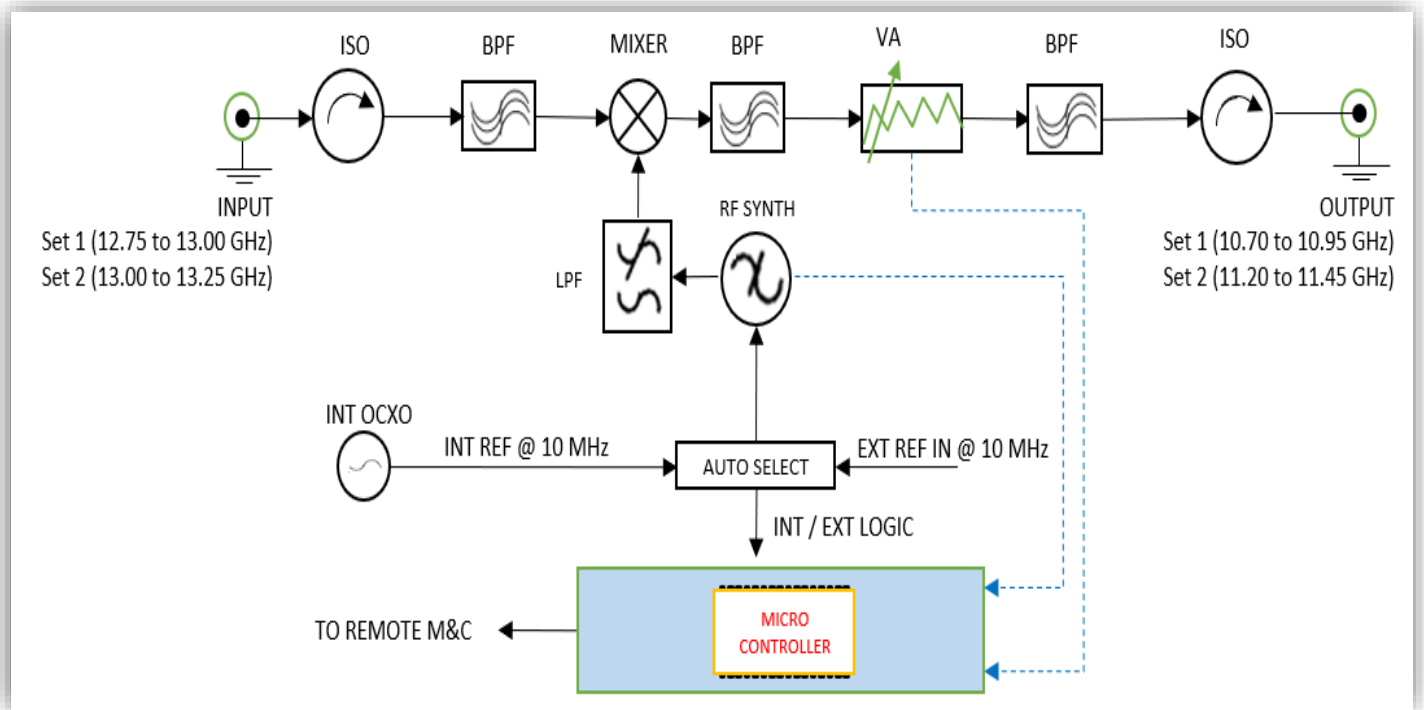 ISO
BPF
MIXER
BPF
VA
BPF
ISO
INPUT
Set 1 (12.75 to 13.00 GHz)
Set 2 (13.00 to 13.25 GHz)
RF SYNTH
OUTPUT
Set 1 (10.70 to 10.95 GHz)
Set 2 (11.20 to 11.45 GHz)
LPF
INT OCXO
INT REF @ 10 MHz
AUTO SELECT
EXT REF IN @ 10 MHz
INT / EXT LOGIC
TO REMOTE M&C
MICRO
CONTROLLER